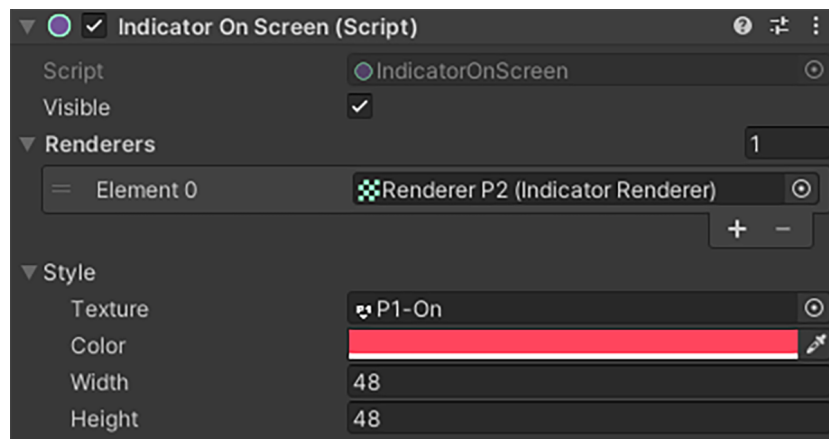 Indicator On Screen (Script)
Script IndicatorOnScreen
Visible
Renderers 1
Element 0 Renderer P2 (Indicator Renderer)
+ −
Style
Texture P1-On
Color
Width 48
Height 48